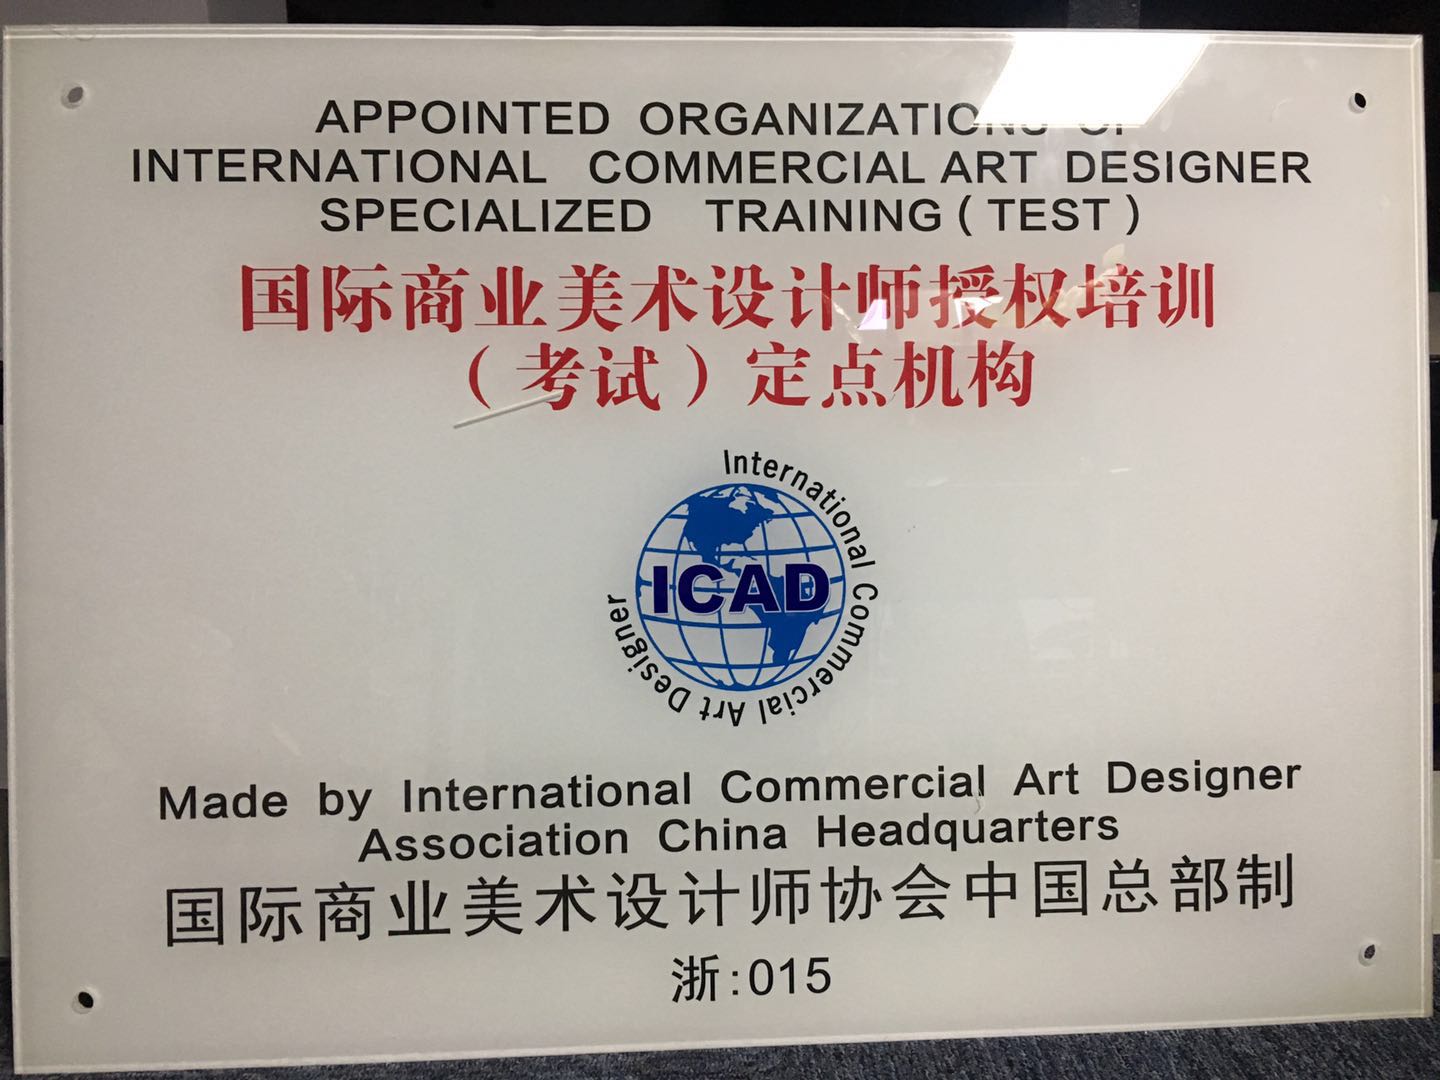 APPOINTED ORGANIZATIONS OF
INTERNATIONAL COMMERCIAL ART DESIGNER
SPECIALIZED TRAINING ( TEST )
国际商业美术设计师授权培训
（考试）定点机构
International Commercial Art Designer
ICAD
Made by International Commercial Art Designer
Association China Headquarters
国际商业美术设计师协会中国总部制
浙:015